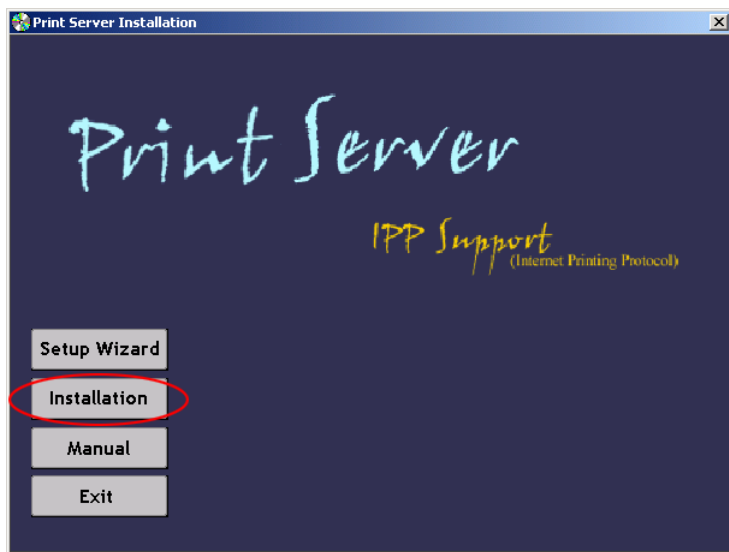 Print Server Installation
Print Server
IPP Support
(Internet Printing Protocol)
Setup Wizard
Installation
Manual
Exit